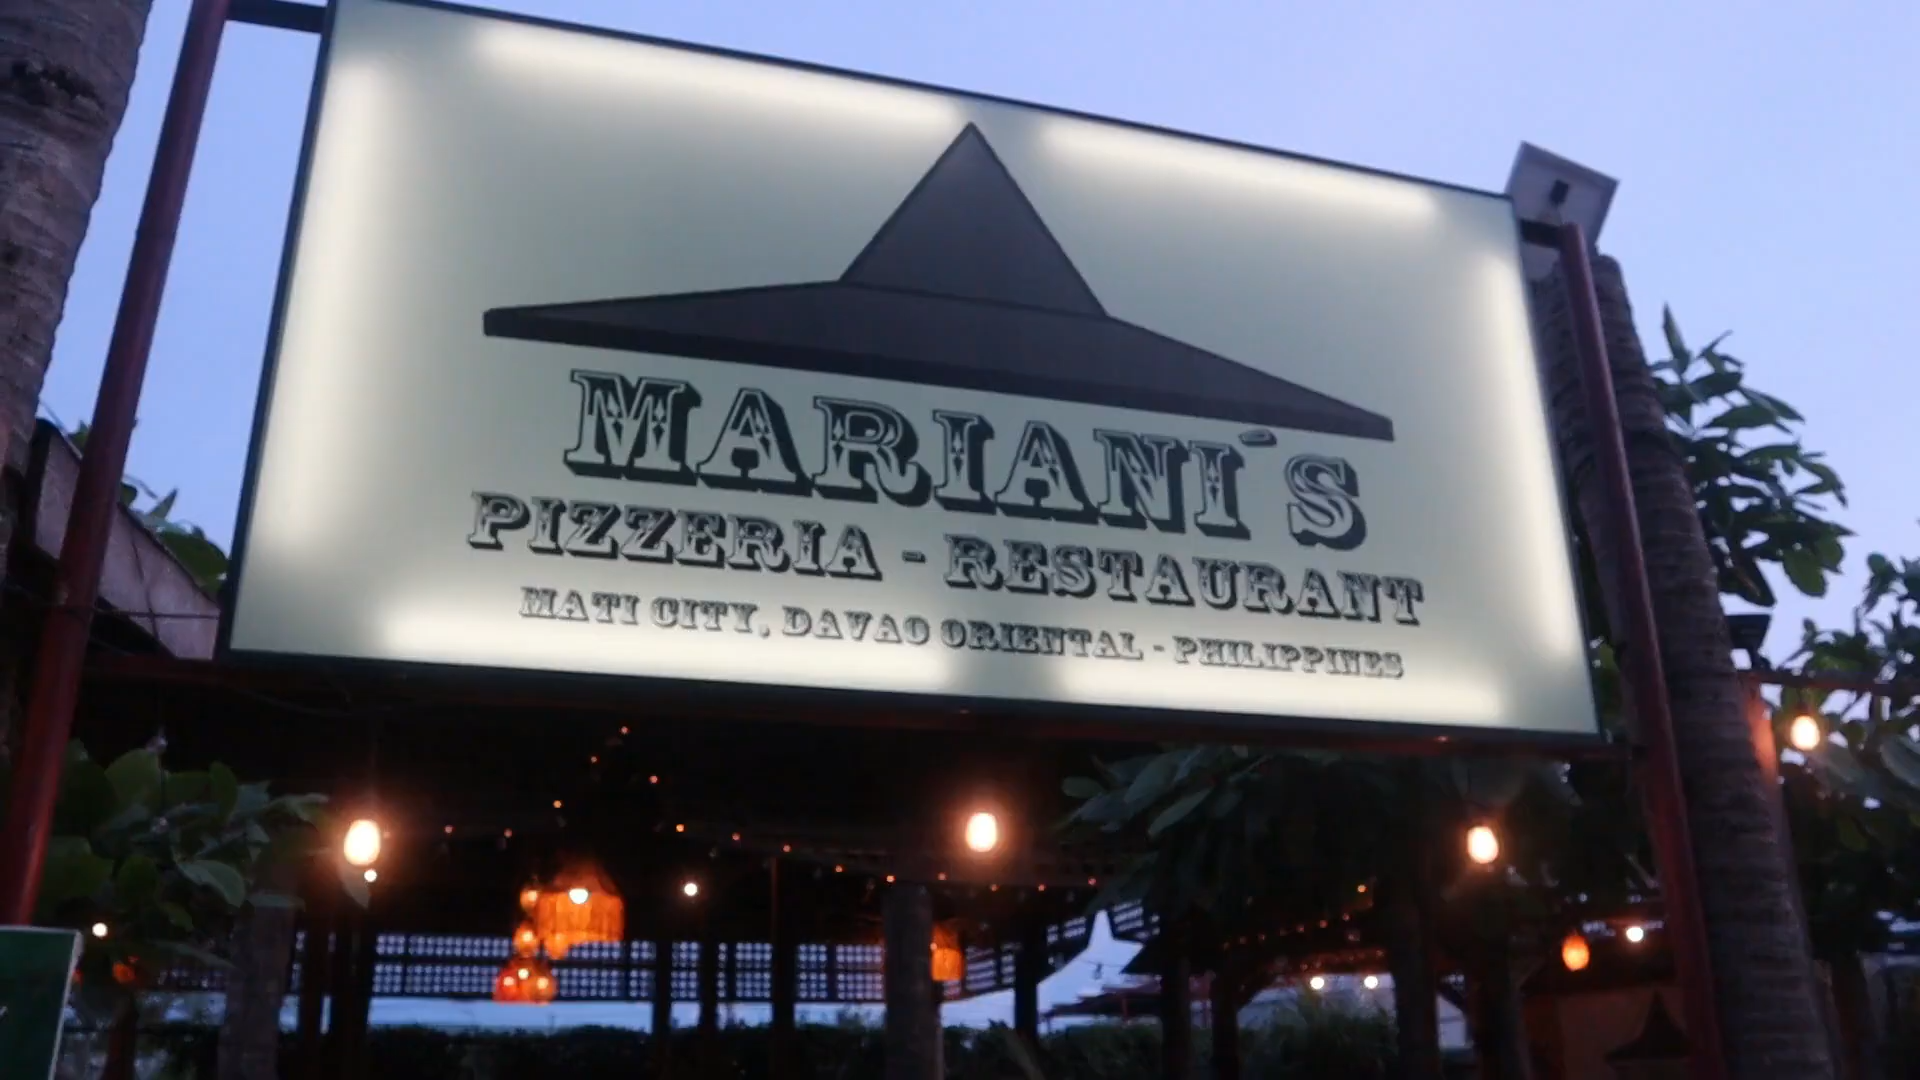 MARIANI´S
PIZZERIA - RESTAURANT
MATI CITY, DAVAO ORIENTAL - PHILIPPINES